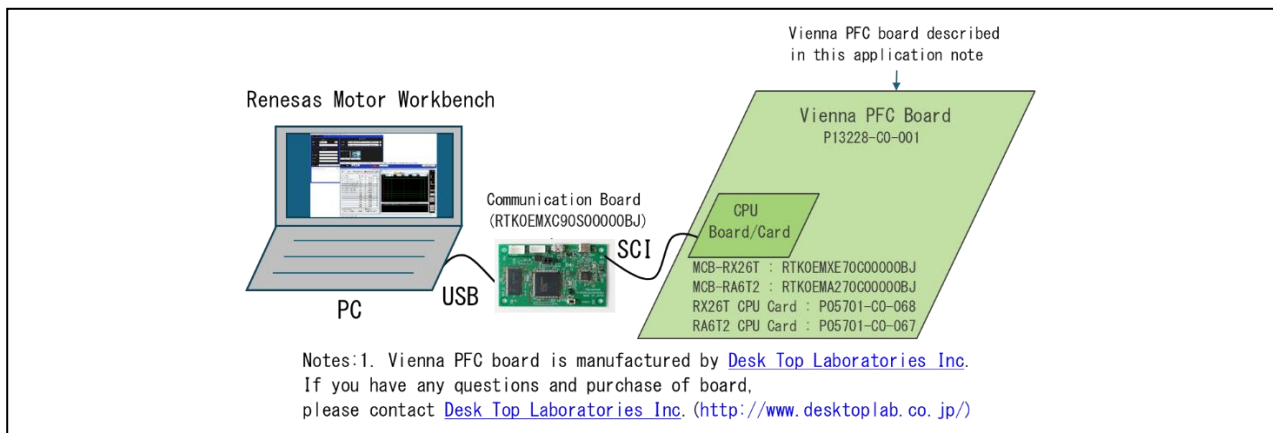 Vienna PFC board described
in this application note
Renesas Motor Workbench
Vienna PFC Board
P13228-C0-001
Communication Board
(RTK0EMXC90S00000BJ)
SCI
CPU
Board/Card
USB
PC
MCB-RX26T : RTK0EMXE70C00000BJ
MCB-RA6T2 : RTK0EMA270C00000BJ
RX26T CPU Card : P05701-C0-068
RA6T2 CPU Card : P05701-C0-067
Notes:1. Vienna PFC board is manufactured by Desk Top Laboratories Inc.
If you have any questions and purchase of board,
please contact Desk Top Laboratories Inc. (http://www.desktoplab.co.jp/)